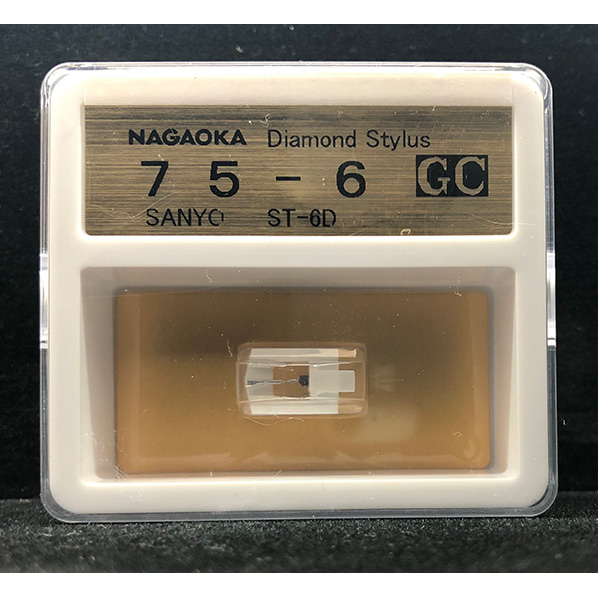 NAGAOKA Diamond Stylus
75-6 GC
SANYO ST-6D